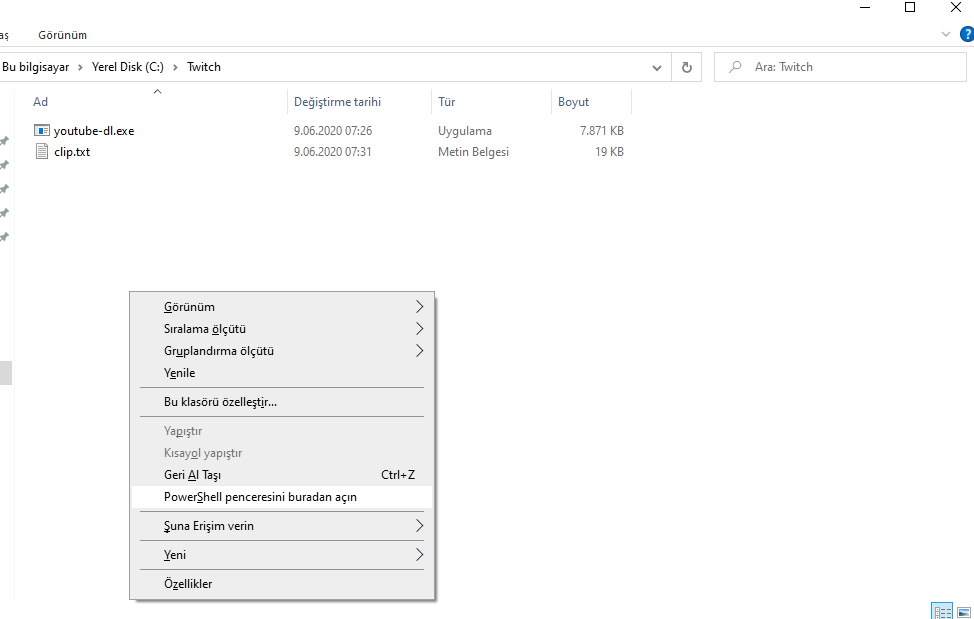 aş Görünüm ?
Bu bilgisayar > Yerel Disk (C:) > Twitch Ara: Twitch
Ad Değiştirme tarihi Tür Boyut
youtube-dl.exe 9.06.2020 07:26 Uygulama 7.871 KB
clip.txt 9.06.2020 07:31 Metin Belgesi 19 KB
Görünüm
Sıralama ölçütü
Gruplandırma ölçütü
Yenile
Bu klasörü özelleştir...
Yapıştır
Kısayol yapıştır
Geri Al Taşı Ctrl+Z
PowerShell penceresini buradan açın
Şuna Erişim verin
Yeni
Özellikler